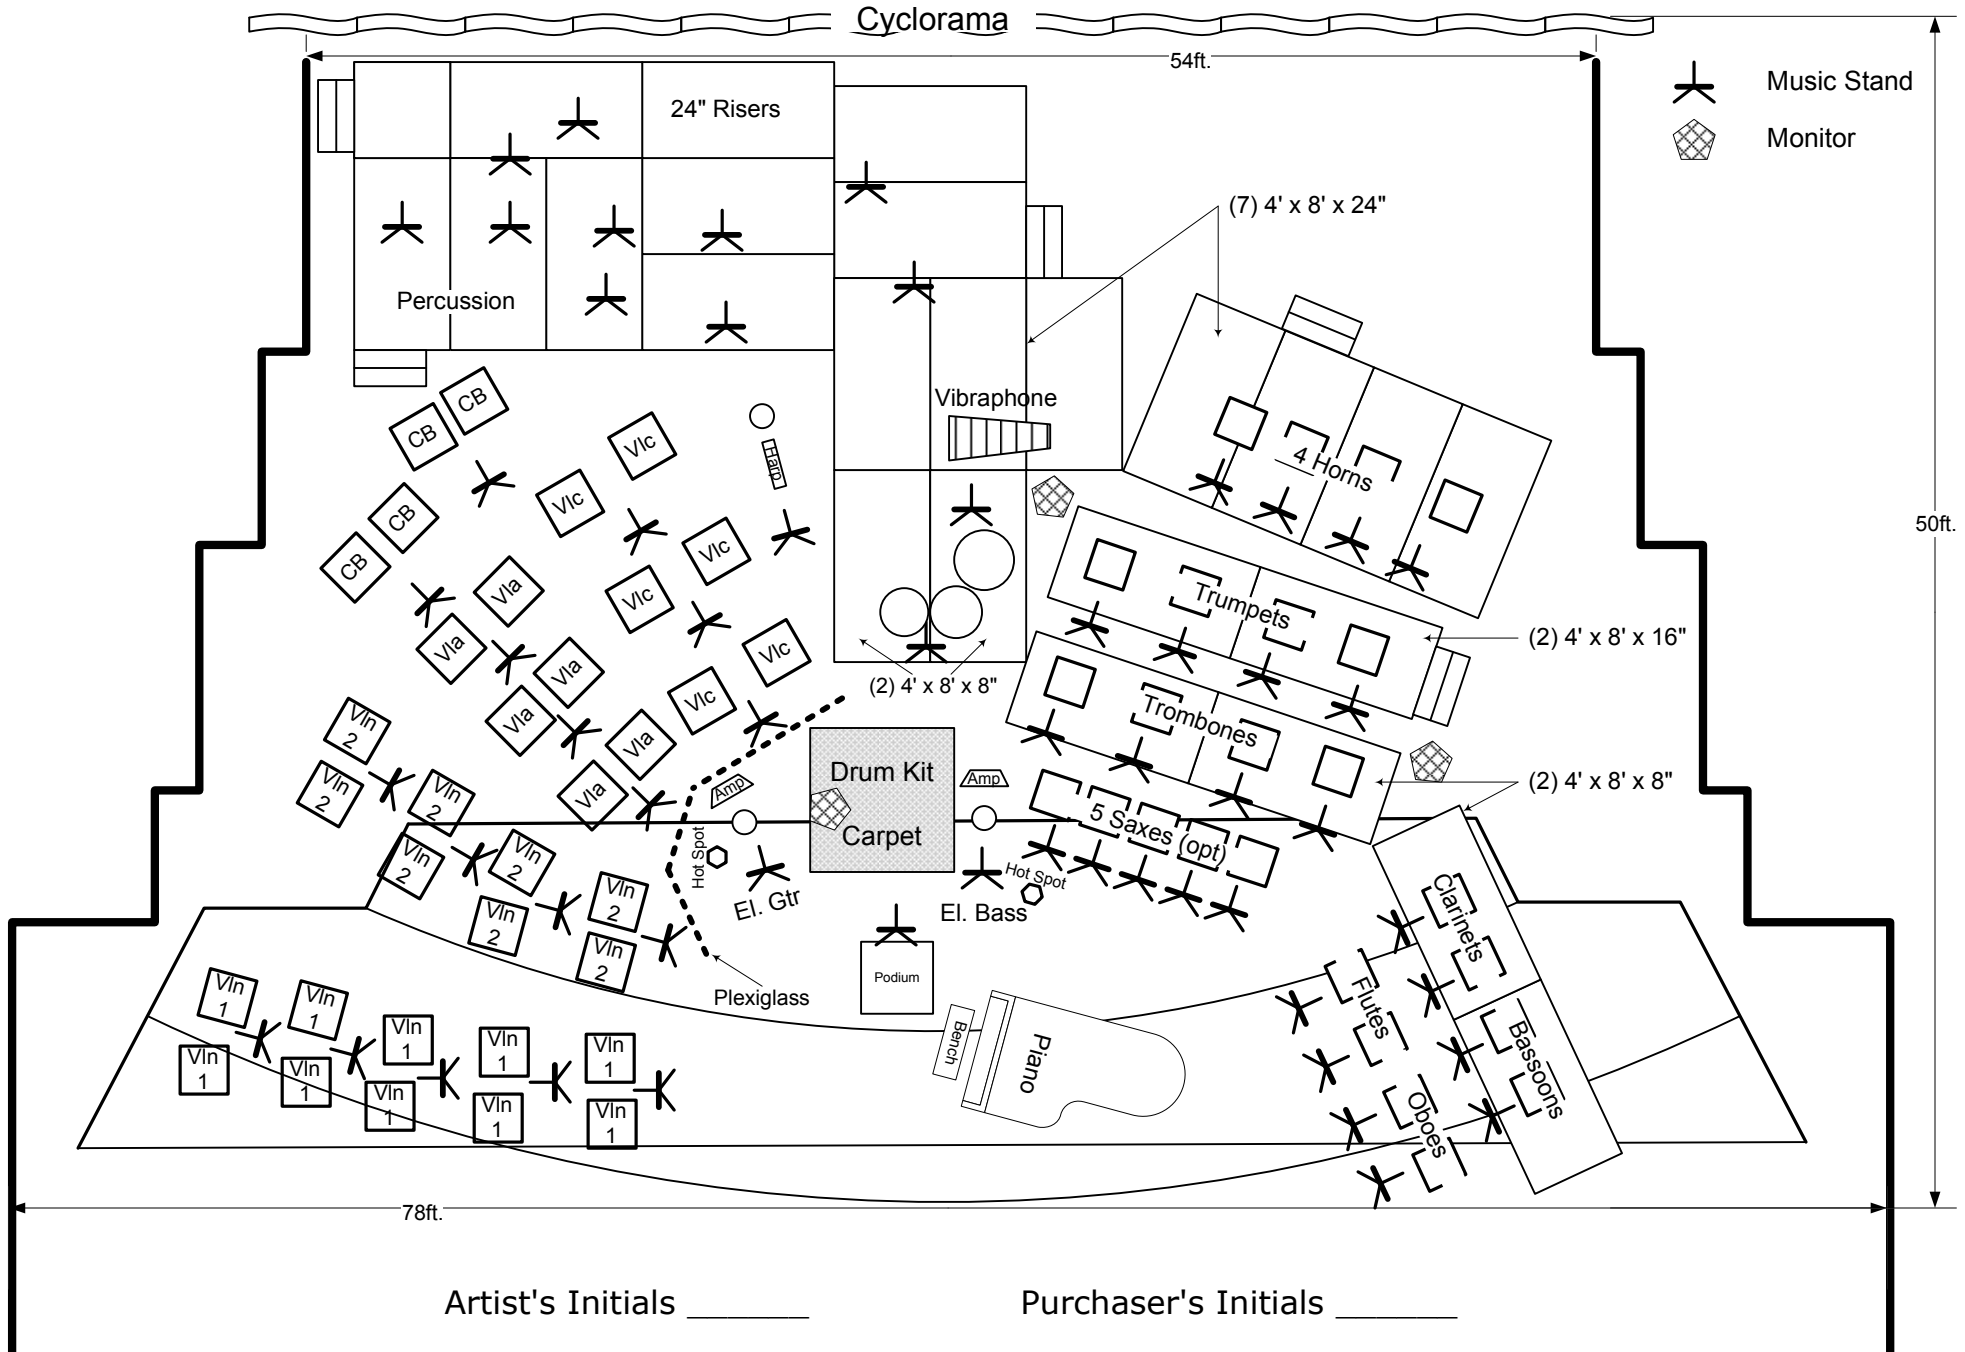 Cyclorama
54ft.
Music Stand
Monitor
24" Risers
(7) 4' x 8' x 24"
Percussion
Vibraphone
CB
CB
Vlc
Harp
Vlc
4 Horns
CB
CB
Vlc
50ft.
Vla
Vlc
Trumpets
(2) 4' x 8' x 16"
Vla
Vla
Vlc
(2) 4' x 8' x 8"
Vlc
Vla
Vla
Trombones
Vln
2
Vln
2
Vln
2
Vla
Amp
Drum Kit
Carpet
Amp
(2) 4' x 8' x 8"
5 Saxes (opt)
Vln
2
Vln
2
Hot Spot
Hot Spot
El. Gtr
El. Bass
Vln
2
Vln
2
Vln
2
Clarinets
Podium
Plexiglass
Flutes
Vln
1
Vln
1
Vln
1
Vln
1
Vln
1
Bench
Piano
Bassoons
Vln
1
Vln
1
Vln
1
Vln
1
Vln
1
Oboes
78ft.
Artist's Initials ______
Purchaser's Initials ______